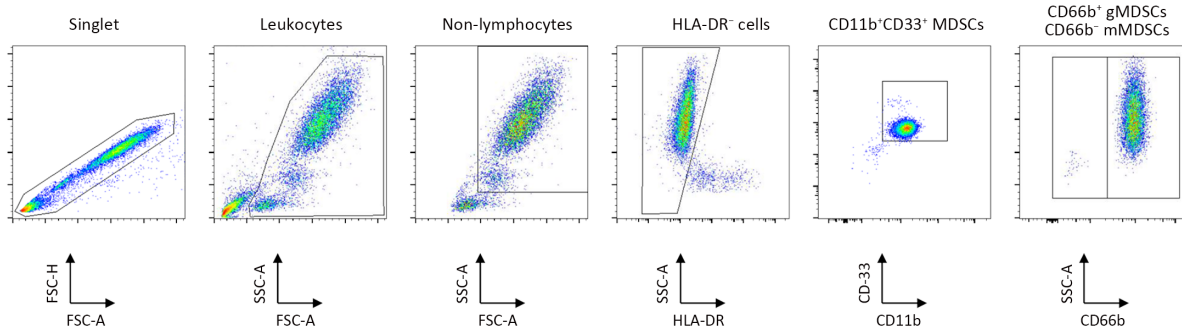 Singlet
Leukocytes
Non-lymphocytes
HLA-DR⁻ cells
CD11b⁺CD33⁺ MDSCs
CD66b⁺ gMDSCs
CD66b⁻ mMDSCs
FSC-H
FSC-A
SSC-A
FSC-A
SSC-A
FSC-A
SSC-A
HLA-DR
CD-33
CD11b
SSC-A
CD66b